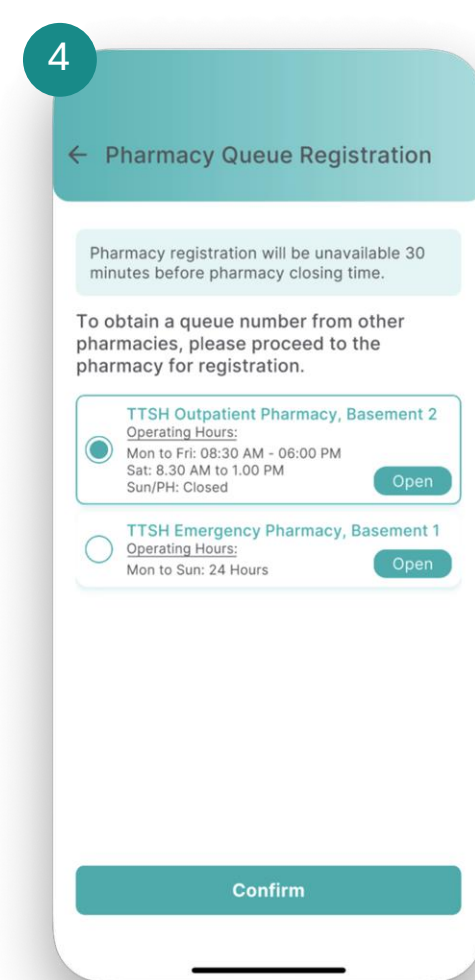 4
← Pharmacy Queue Registration
Pharmacy registration will be unavailable 30
minutes before pharmacy closing time.
To obtain a queue number from other
pharmacies, please proceed to the
pharmacy for registration.
TTSH Outpatient Pharmacy, Basement 2
Operating Hours:
Mon to Fri: 08:30 AM - 06:00 PM
Sat: 8.30 AM to 1.00 PM
Sun/PH: Closed
Open
TTSH Emergency Pharmacy, Basement 1
Operating Hours:
Mon to Sun: 24 Hours
Open
Confirm